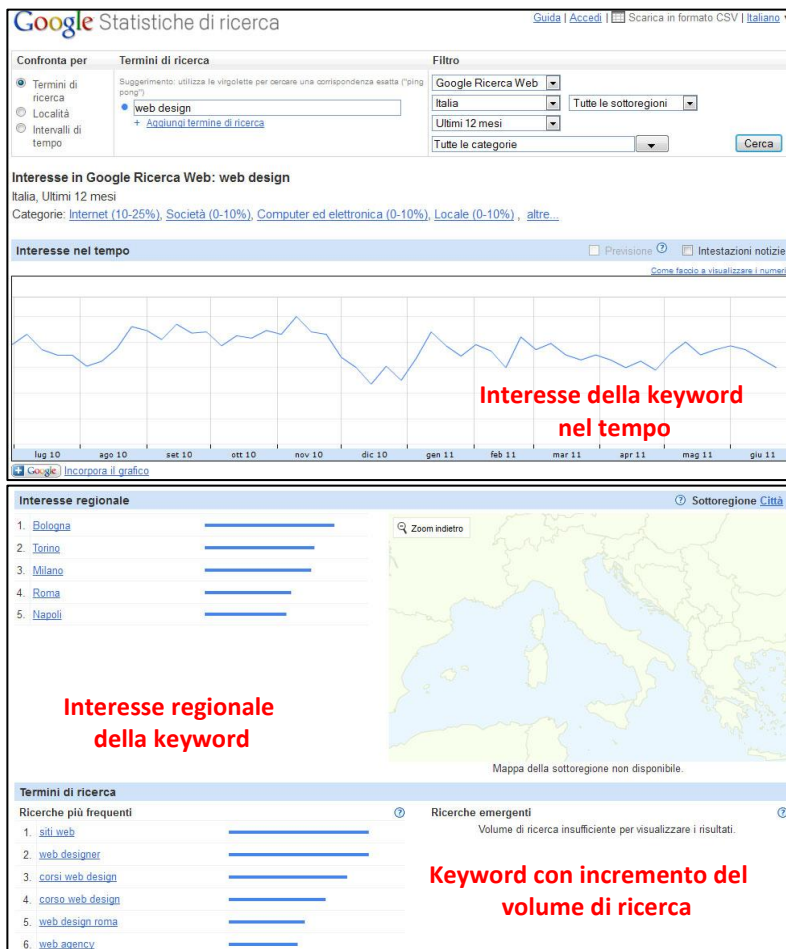 Google Statistiche di ricerca
Guida | Accedi | Scarica in formato CSV | Italiano
Confronta per
Termini di ricerca
Filtro
Termini di ricerca
Località
Intervalli di tempo
Suggerimento: utilizza le virgolette per cercare una corrispondenza esatta ("ping
pong")
web design
+ Aggiungi termine di ricerca
Google Ricerca Web
Italia
Tutte le sottoregioni
Ultimi 12 mesi
Tutte le categorie
Cerca
Interesse in Google Ricerca Web: web design
Italia, Ultimi 12 mesi
Categorie: Internet (10-25%), Società (0-10%), Computer ed elettronica (0-10%), Locale (0-10%) , altre...
Interesse nel tempo
Previsione ?
Intestazioni notizie
Come faccio a visualizzare i numeri
Interesse della keyword
nel tempo
lug 10 ago 10 set 10 ott 10 nov 10 dic 10 gen 11 feb 11 mar 11 apr 11 mag 11 giu 11
Google Incorpora il grafico
Interesse regionale
? Sottoregione Città
1. Bologna
2. Torino
3. Milano
4. Roma
5. Napoli
Zoom indietro
Interesse regionale
della keyword
Mappa della sottoregione non disponibile.
Termini di ricerca
Ricerche più frequenti ?
1. siti web
2. web designer
3. corsi web design
4. corso web design
5. web design roma
6. web agency
Ricerche emergenti ?
Volume di ricerca insufficiente per visualizzare i risultati.
Keyword con incremento del
volume di ricerca